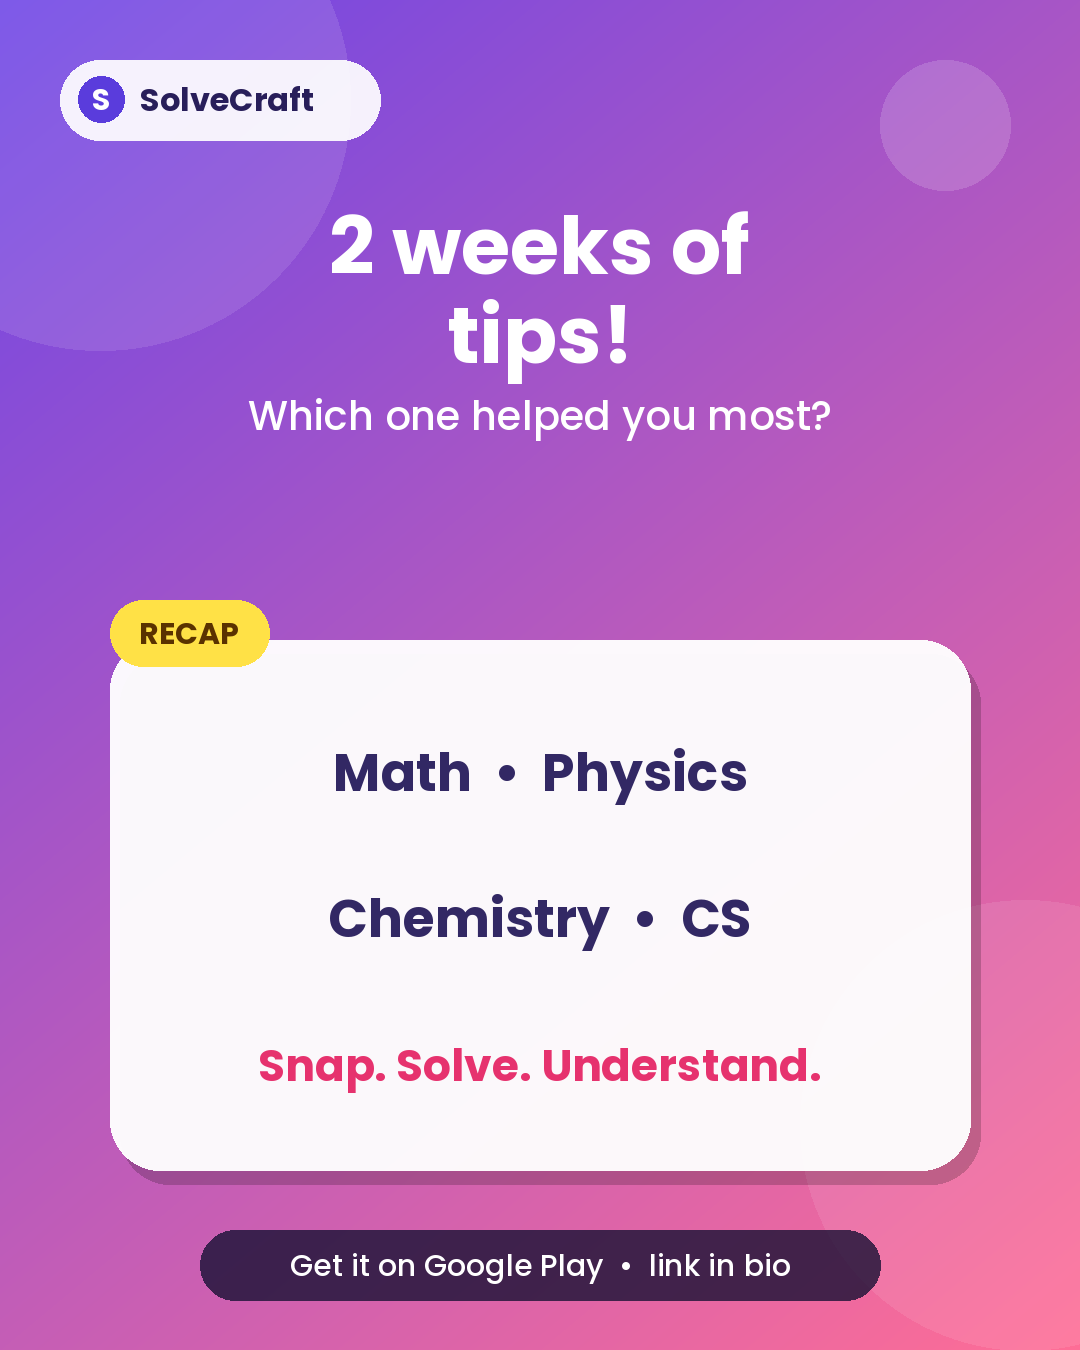 S SolveCraft
2 weeks of
tips!
Which one helped you most?
RECAP
Math • Physics
Chemistry • CS
Snap. Solve. Understand.
Get it on Google Play • link in bio